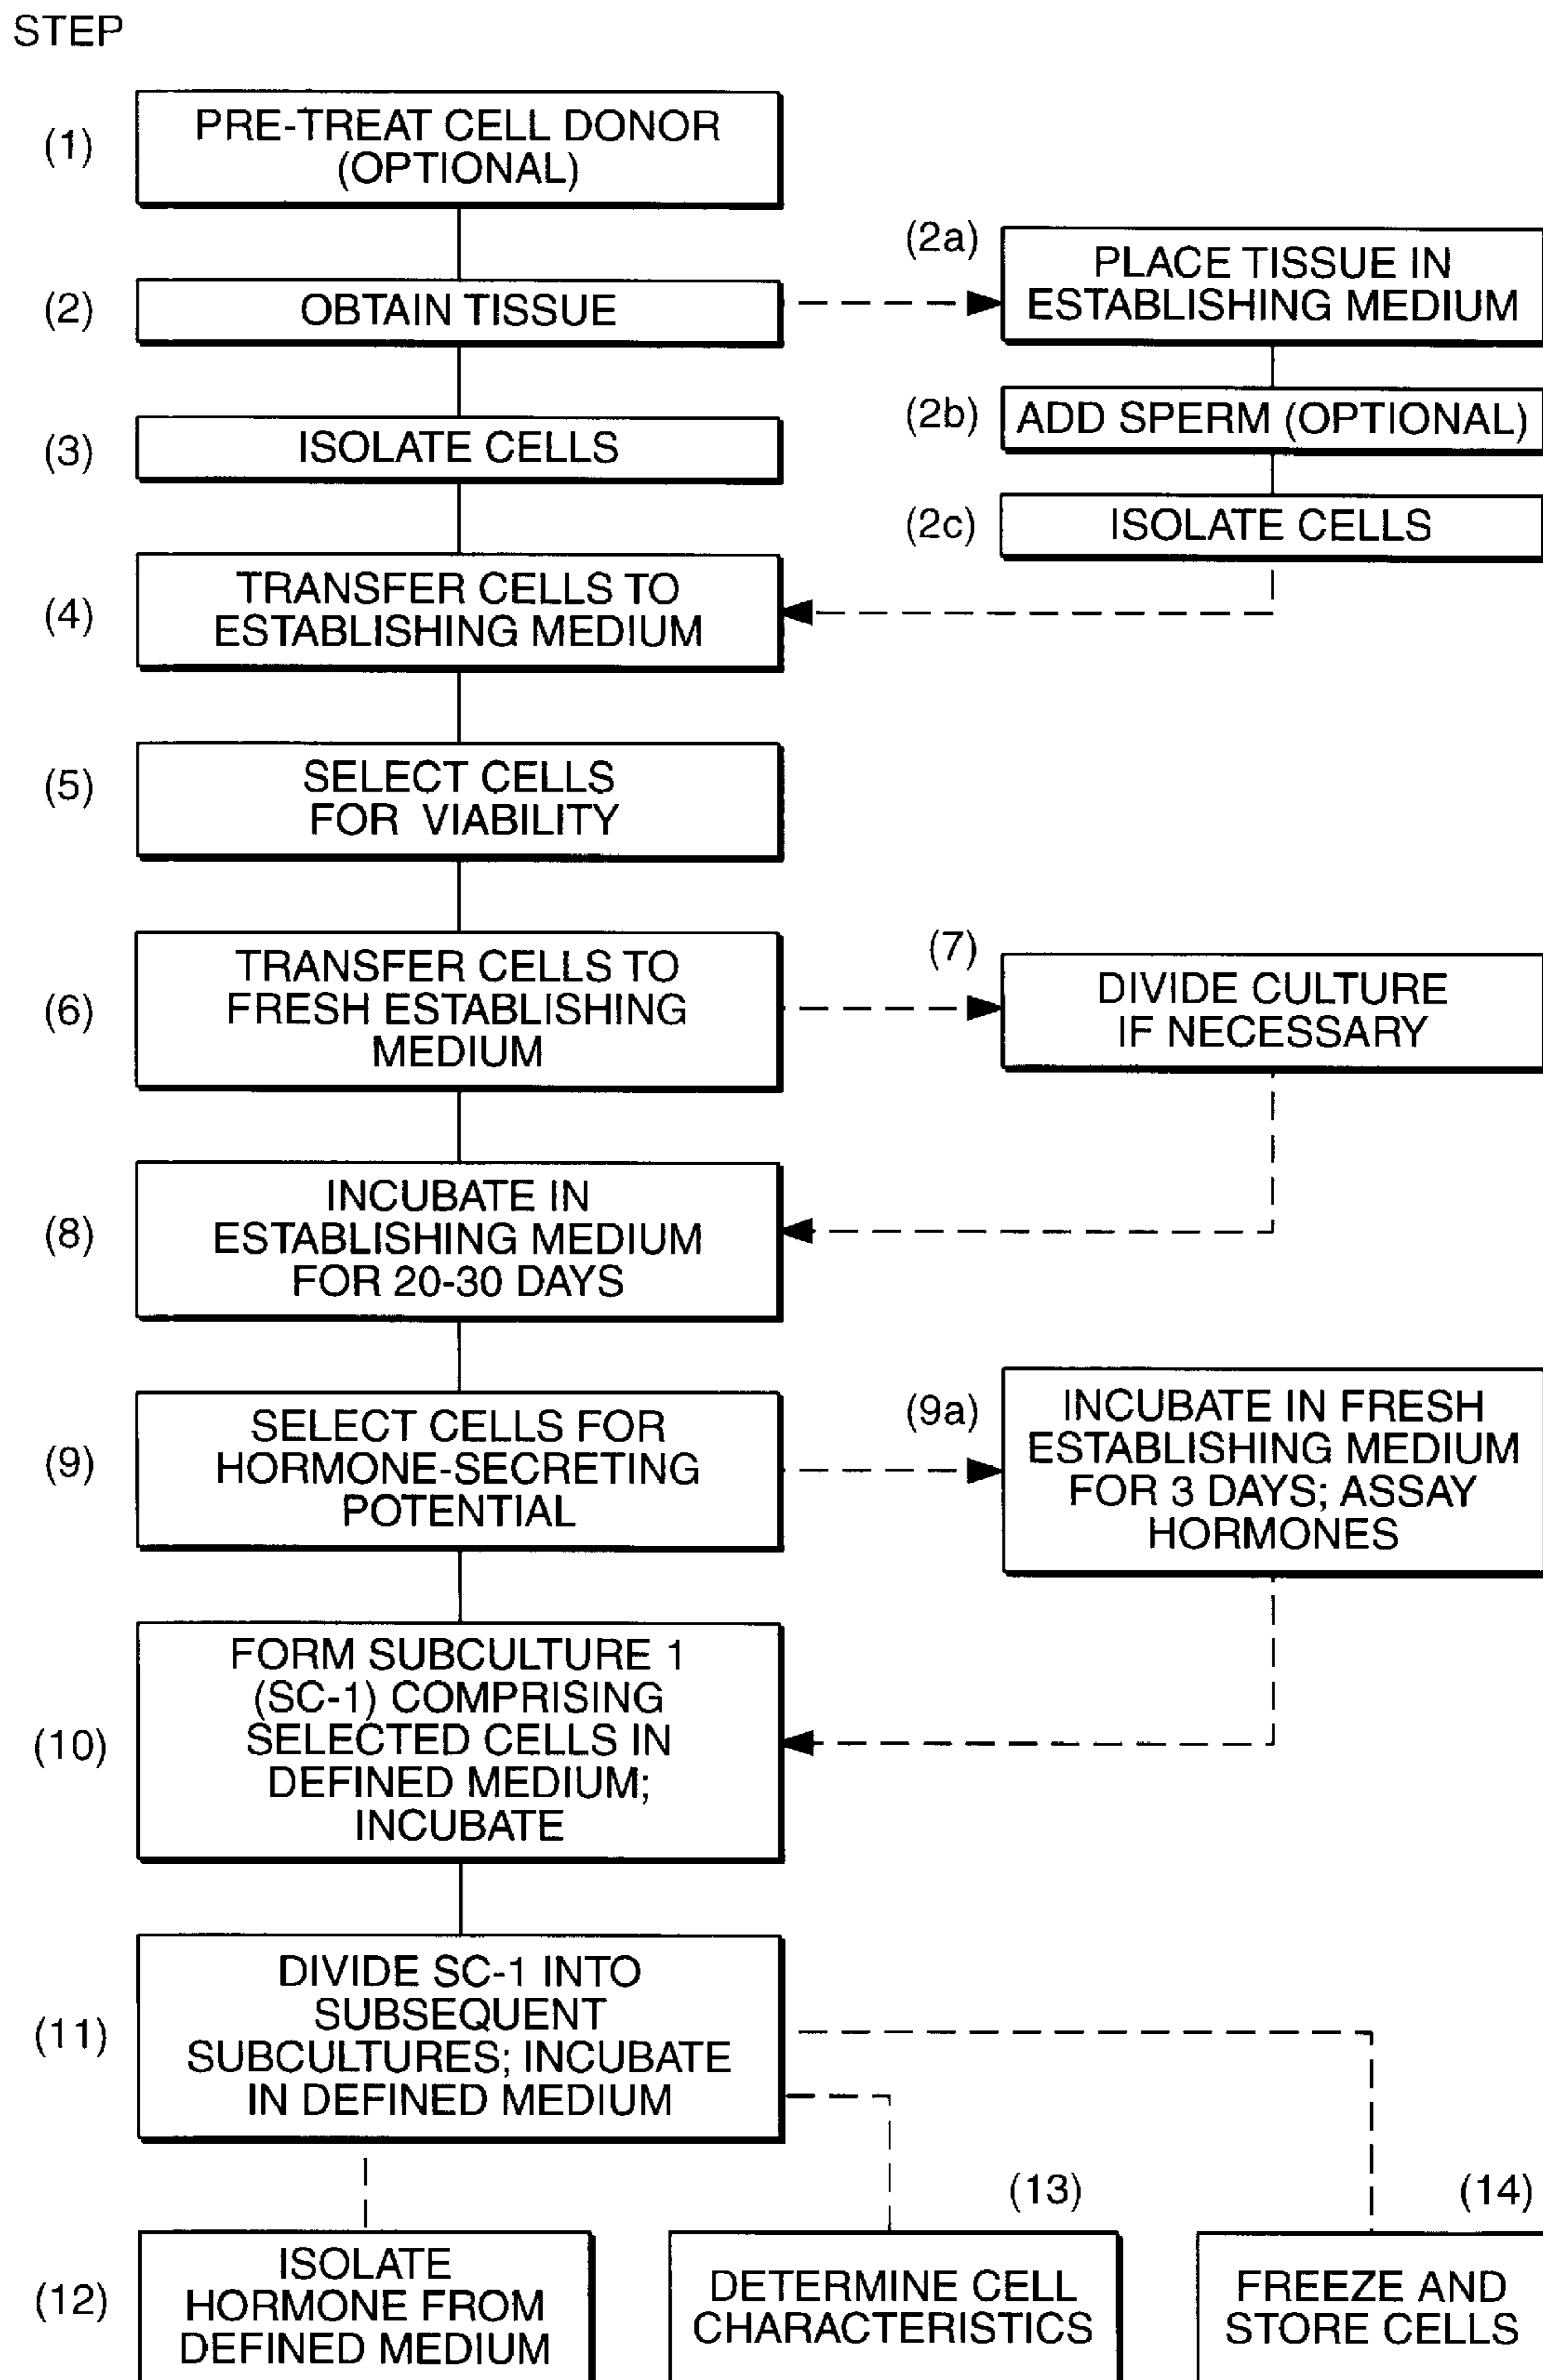 STEP
(1)
PRE-TREAT CELL DONOR
(OPTIONAL)
(2)
OBTAIN TISSUE
(2a)
PLACE TISSUE IN
ESTABLISHING MEDIUM
(2b)
ADD SPERM (OPTIONAL)
(2c)
ISOLATE CELLS
(3)
ISOLATE CELLS
(4)
TRANSFER CELLS TO
ESTABLISHING MEDIUM
(5)
SELECT CELLS
FOR VIABILITY
(6)
TRANSFER CELLS TO
FRESH ESTABLISHING
MEDIUM
(7)
DIVIDE CULTURE
IF NECESSARY
(8)
INCUBATE IN
ESTABLISHING MEDIUM
FOR 20-30 DAYS
(9)
SELECT CELLS FOR
HORMONE-SECRETING
POTENTIAL
(9a)
INCUBATE IN FRESH
ESTABLISHING MEDIUM
FOR 3 DAYS; ASSAY
HORMONES
(10)
FORM SUBCULTURE 1
(SC-1) COMPRISING
SELECTED CELLS IN
DEFINED MEDIUM;
INCUBATE
(11)
DIVIDE SC-1 INTO
SUBSEQUENT
SUBCULTURES; INCUBATE
IN DEFINED MEDIUM
(12)
ISOLATE
HORMONE FROM
DEFINED MEDIUM
(13)
DETERMINE CELL
CHARACTERISTICS
(14)
FREEZE AND
STORE CELLS